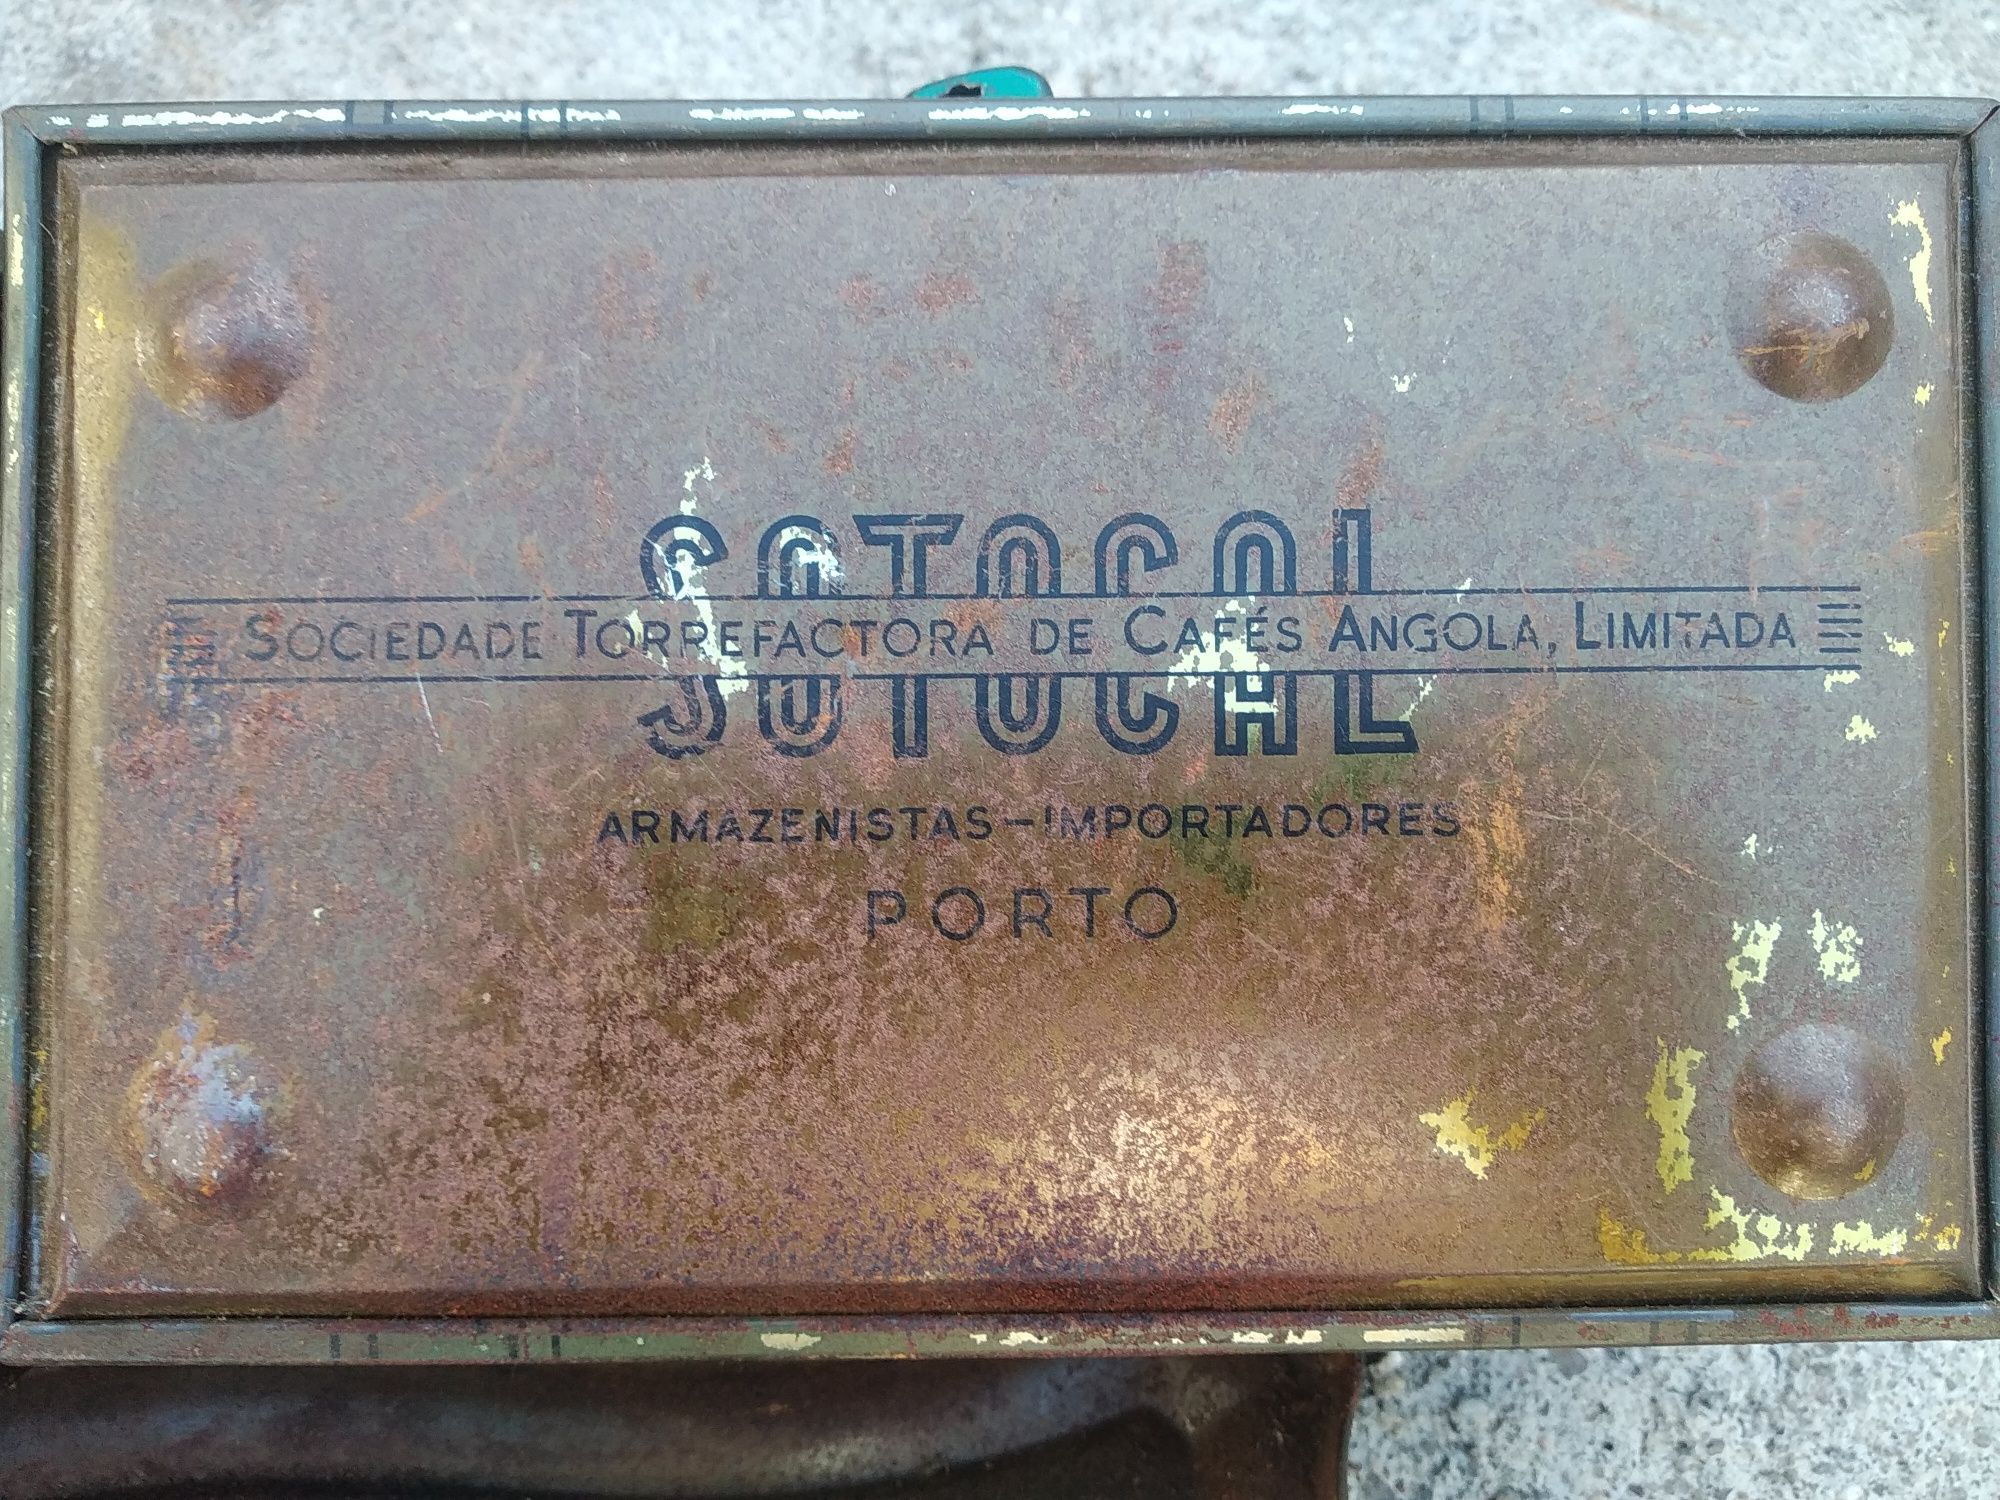 SOTOCAL
SOCIEDADE TORREFACTORA DE CAFÉS ANGOLA, LIMITADA
ARMAZENISTAS-IMPORTADORES
PORTO